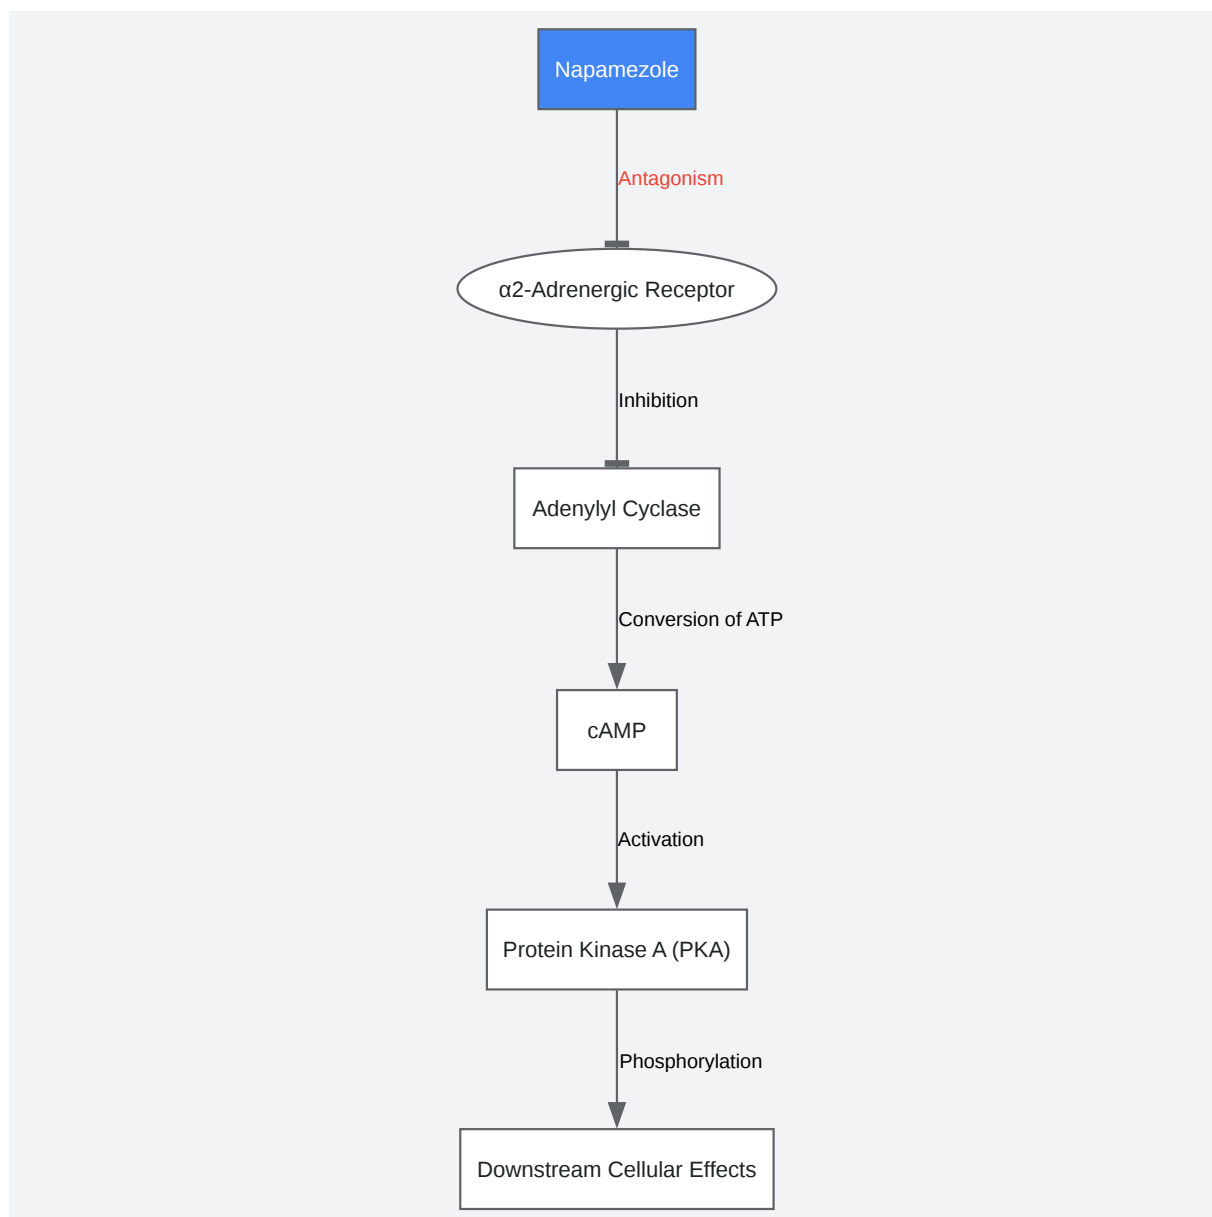 Napamezole
Antagonism
α2-Adrenergic Receptor
Inhibition
Adenylyl Cyclase
Conversion of ATP
cAMP
Activation
Protein Kinase A (PKA)
Phosphorylation
Downstream Cellular Effects